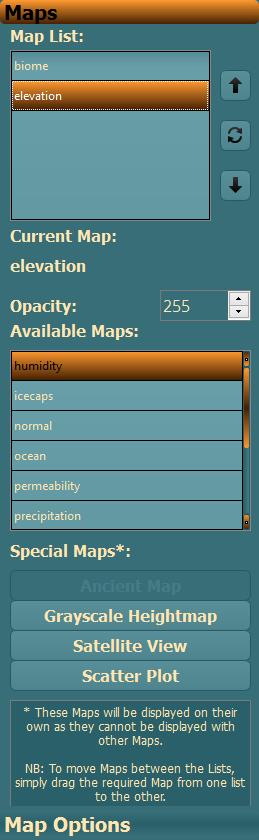 Maps
Map List:
biome
elevation
Current Map:
elevation
Opacity:
255
Available Maps:
humidity
icecaps
normal
ocean
permeability
precipitation
Special Maps*:
Ancient Map
Grayscale Heightmap
Satellite View
Scatter Plot
* These Maps will be displayed on their
own as they cannot be displayed with
other Maps.
NB: To move Maps between the Lists,
simply drag the required Map from one list
to the other.
Map Options